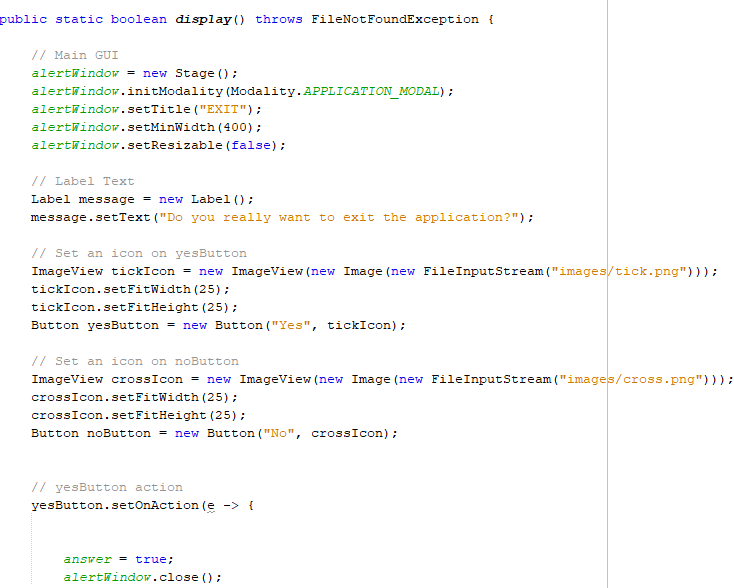 public static boolean display() throws FileNotFoundException {
// Main GUI
alertWindow = new Stage();
alertWindow.initModality(Modality.APPLICATION_MODAL);
alertWindow.setTitle("EXIT");
alertWindow.setMinWidth(400);
alertWindow.setResizable(false);
// Label Text
Label message = new Label();
message.setText("Do you really want to exit the application?");
// Set an icon on yesButton
ImageView tickIcon = new ImageView(new Image(new FileInputStream("images/tick.png")));
tickIcon.setFitWidth(25);
tickIcon.setFitHeight(25);
Button yesButton = new Button("Yes", tickIcon);
// Set an icon on noButton
ImageView crossIcon = new ImageView(new Image(new FileInputStream("images/cross.png")));
crossIcon.setFitWidth(25);
crossIcon.setFitHeight(25);
Button noButton = new Button("No", crossIcon);
// yesButton action
yesButton.setOnAction(e -> {
answer = true;
alertWindow.close();